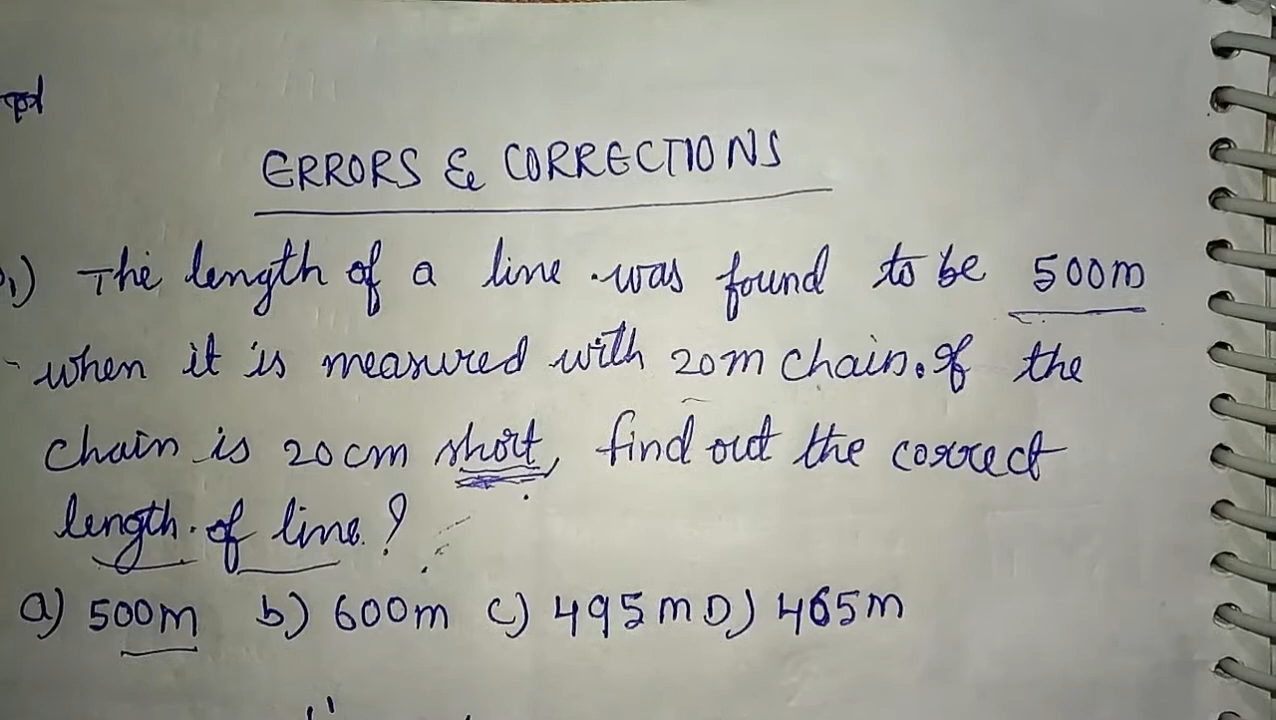 ERRORS & CORRECTIONS
1) The length of a line was found to be 500m
when it is measured with 20m chain. If the
chain is 20cm short, find out the correct
length of line?
a) 500m b) 600m c) 495m D) 465m